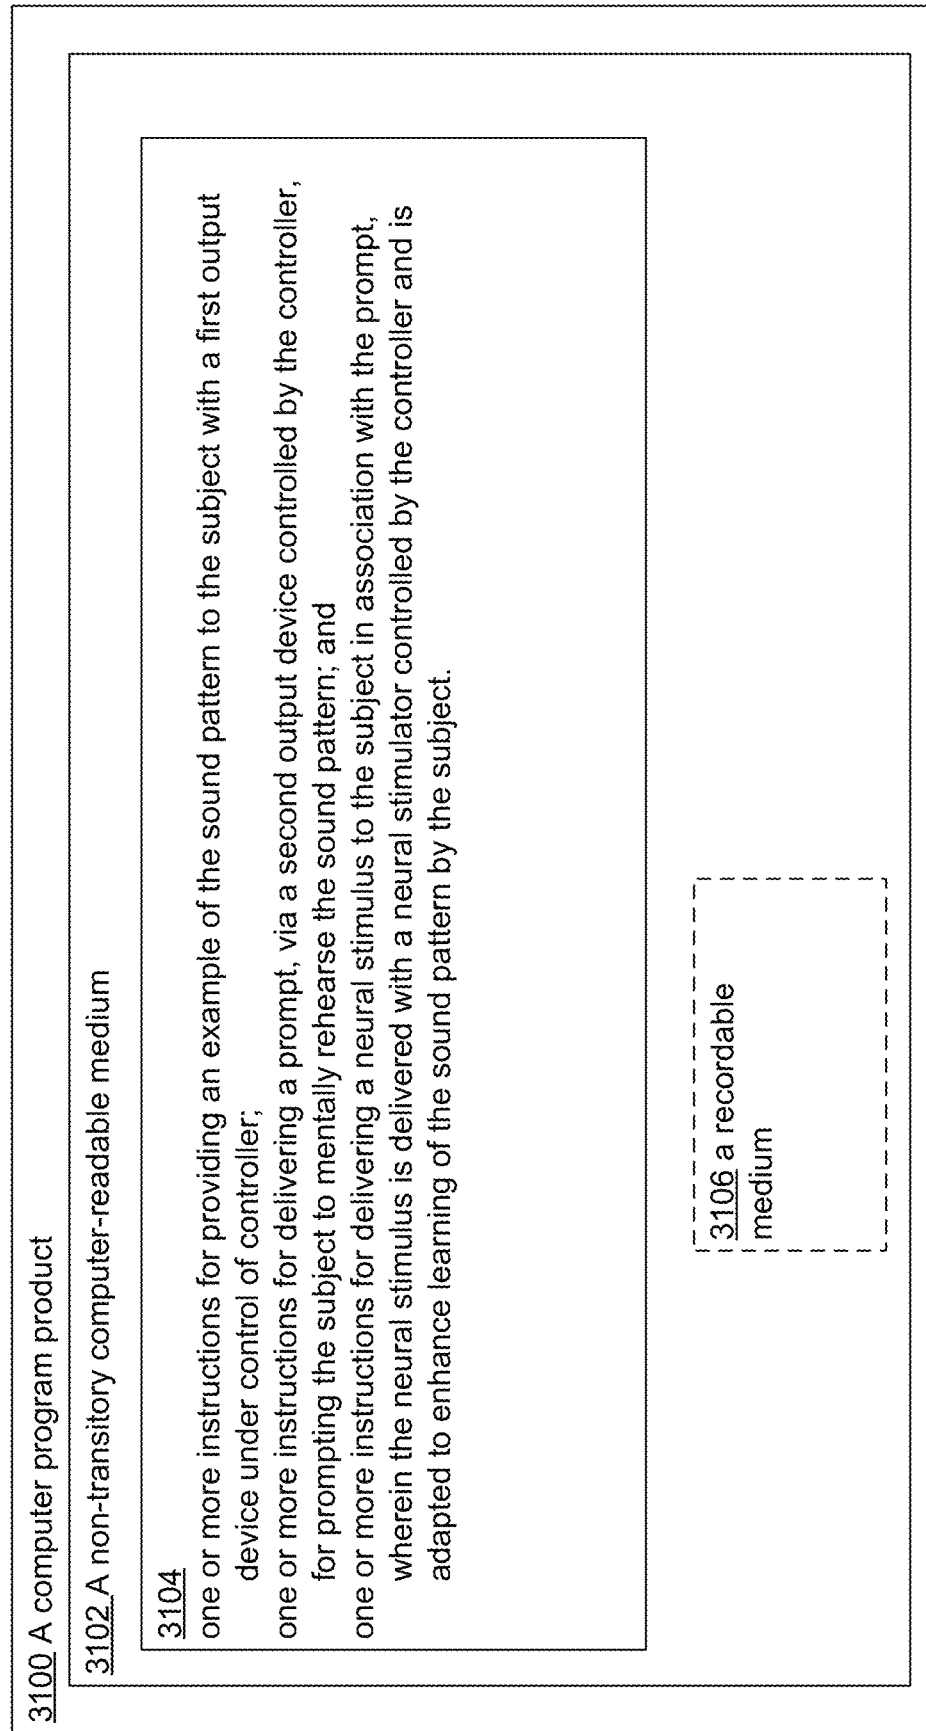 3100 A computer program product
3102 A non-transitory computer-readable medium
3104
one or more instructions for providing an example of the sound pattern to the subject with a first output
device under control of controller;
one or more instructions for delivering a prompt, via a second output device controlled by the controller,
for prompting the subject to mentally rehearse the sound pattern; and
one or more instructions for delivering a neural stimulus to the subject in association with the prompt,
wherein the neural stimulus is delivered with a neural stimulator controlled by the controller and is
adapted to enhance learning of the sound pattern by the subject.
3106 a recordable
medium